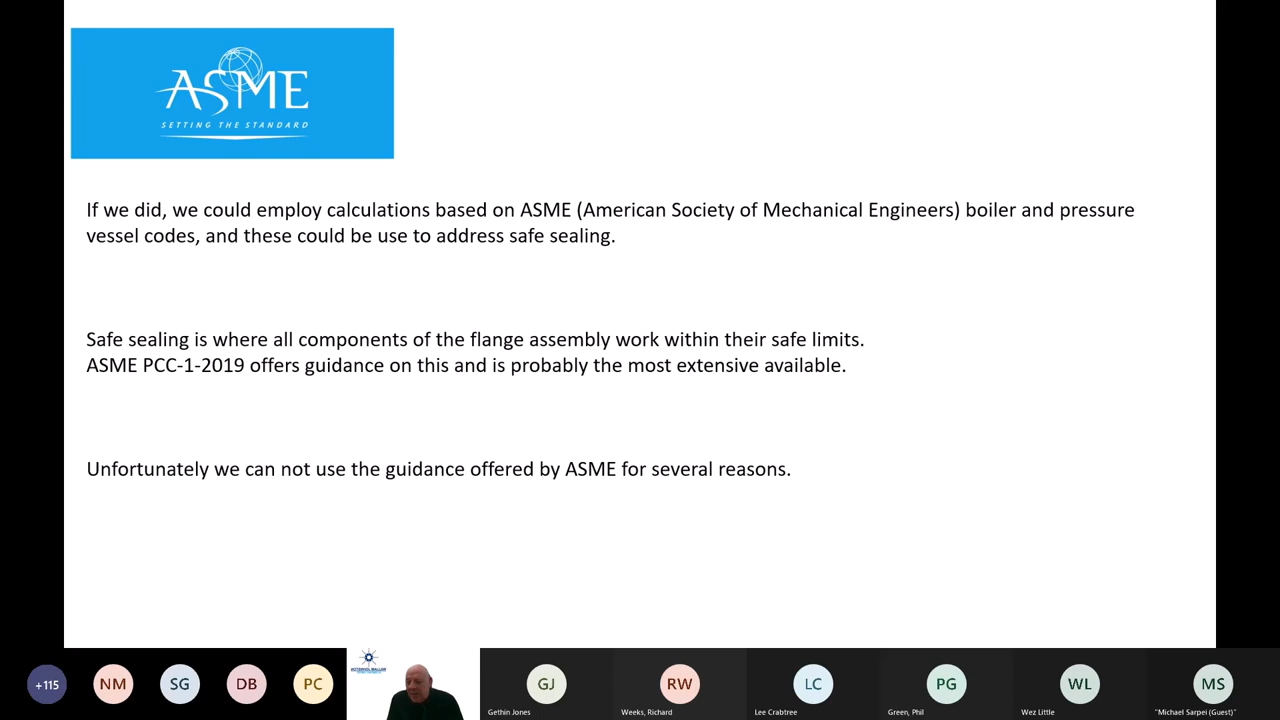 ASME
SETTING THE STANDARD
If we did, we could employ calculations based on ASME (American Society of Mechanical Engineers) boiler and pressure
vessel codes, and these could be use to address safe sealing.
Safe sealing is where all components of the flange assembly work within their safe limits.
ASME PCC-1-2019 offers guidance on this and is probably the most extensive available.
Unfortunately we can not use the guidance offered by ASME for several reasons.
+115
NM
SG
DB
PC
GJ
RW
LC
PG
WL
MS
Gethin Jones
Weeks, Richard
Lee Crabtree
Green, Phil
Wez Little
"Michael Sarpei (Guest)"